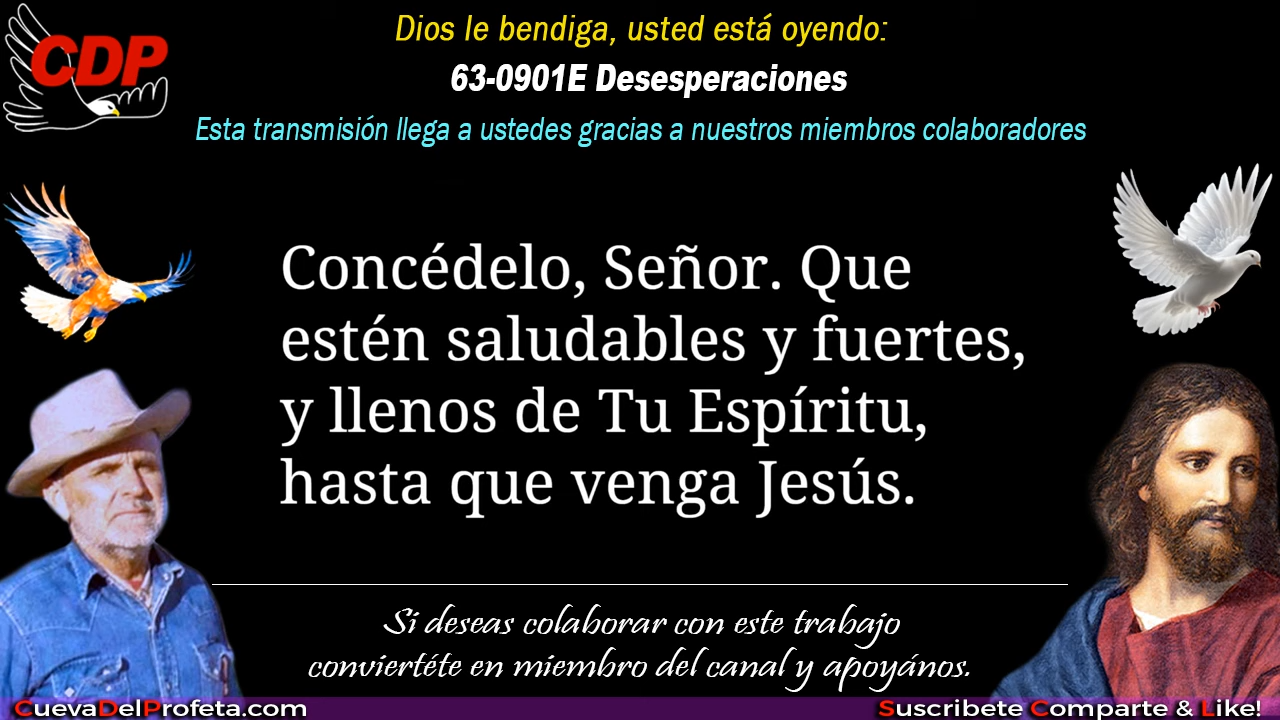 CDP
Dios le bendiga, usted está oyendo:
63-0901E Desesperaciones
Esta transmisión llega a ustedes gracias a nuestros miembros colaboradores
Concédelo, Señor. Que
estén saludables y fuertes,
y llenos de Tu Espíritu,
hasta que venga Jesús.
Si deseas colaborar con este trabajo
conviertéte en miembro del canal y apoyános.
CuevaDelProfeta.com
Suscribete Comparte & Like!